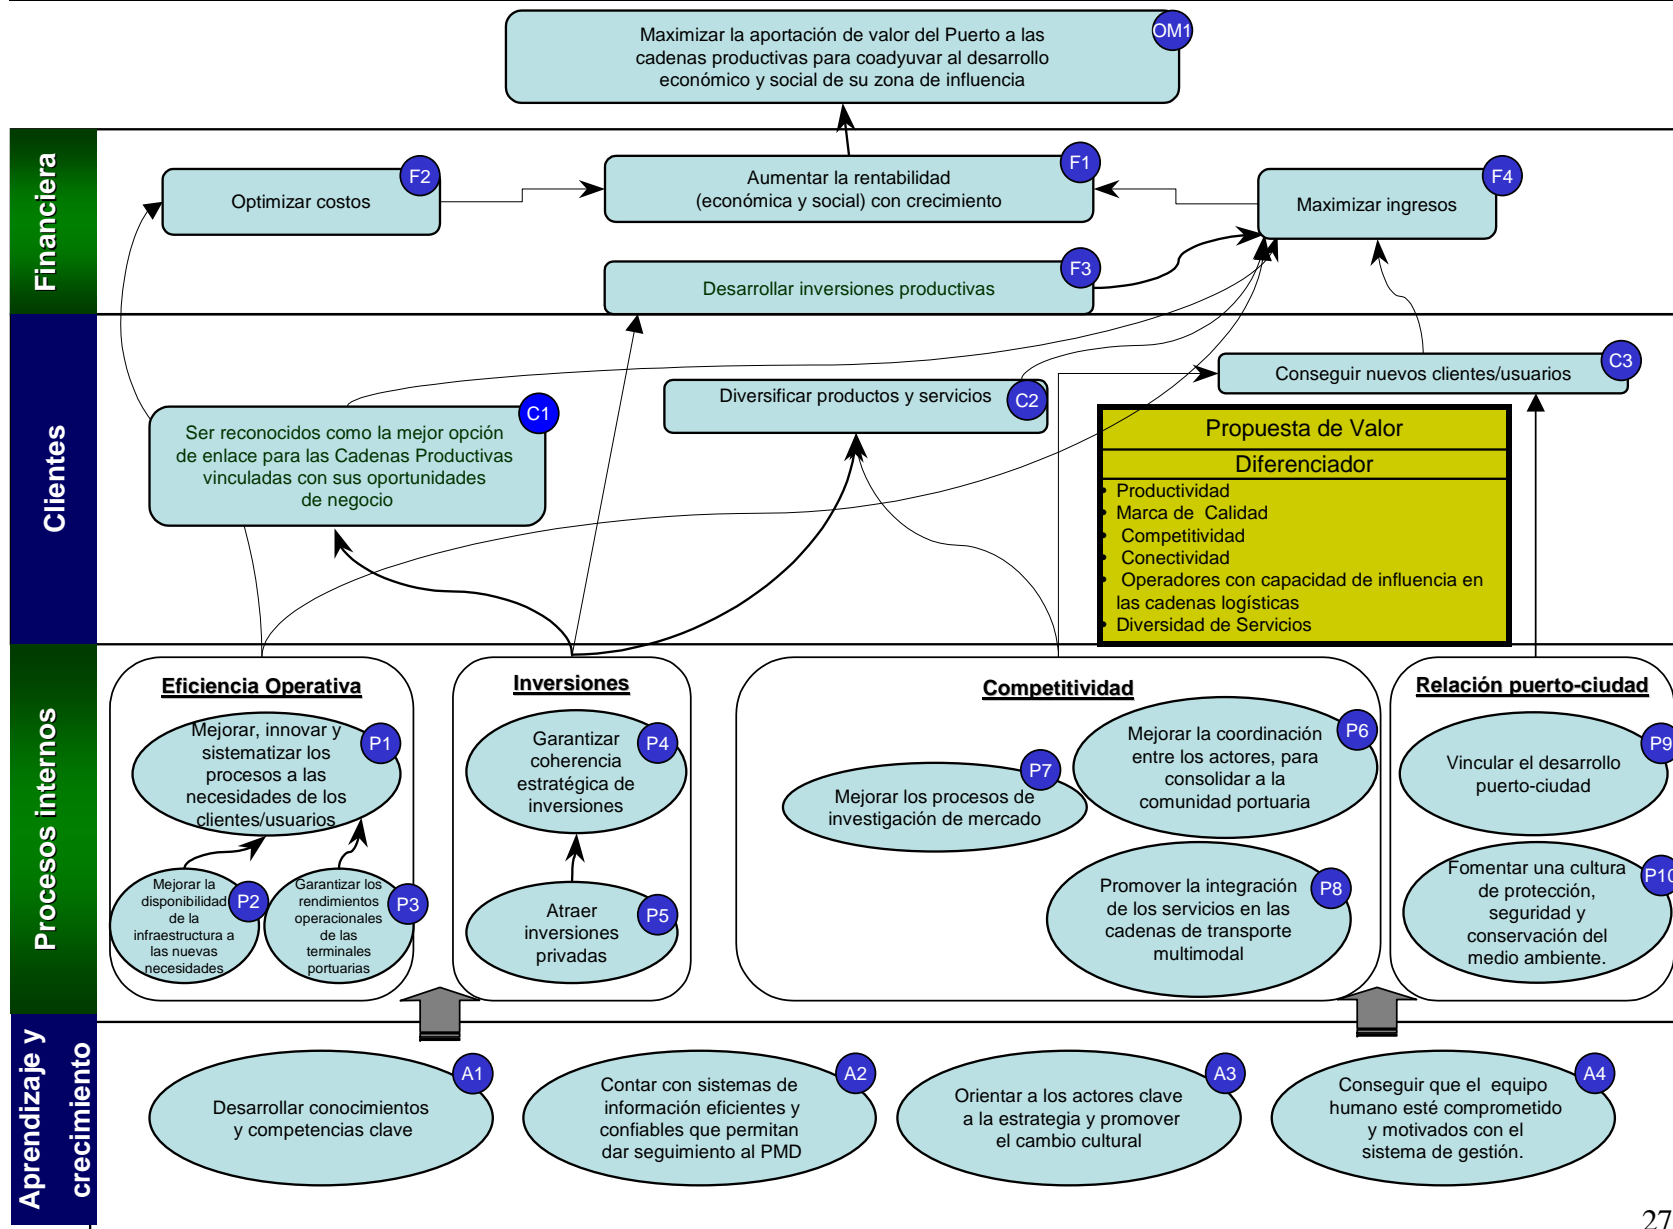 Maximizar la aportación de valor del Puerto a las
cadenas productivas para coadyuvar al desarrollo
económico y social de su zona de influencia
OM1
Financiera
Optimizar costos
F2
Aumentar la rentabilidad
(económica y social) con crecimiento
F1
Maximizar ingresos
F4
Desarrollar inversiones productivas
F3
Clientes
Ser reconocidos como la mejor opción
de enlace para las Cadenas Productivas
vinculadas con sus oportunidades
de negocio
C1
Diversificar productos y servicios
C2
Conseguir nuevos clientes/usuarios
C3
Propuesta de Valor
Diferenciador
• Productividad
• Marca de Calidad
• Competitividad
• Conectividad
• Operadores con capacidad de influencia en
las cadenas logísticas
• Diversidad de Servicios
Procesos internos
Eficiencia Operativa
Mejorar, innovar y
sistematizar los
procesos a las
necesidades de los
clientes/usuarios
P1
Mejorar la
disponibilidad
de la
infraestructura a
las nuevas
necesidades
P2
Garantizar los
rendimientos
operacionales
de las
terminales
portuarias
P3
Inversiones
Garantizar
coherencia
estratégica de
inversiones
P4
Atraer
inversiones
privadas
P5
Competitividad
Mejorar los procesos de
investigación de mercado
P7
Mejorar la coordinación
entre los actores, para
consolidar a la
comunidad portuaria
P6
Promover la integración
de los servicios en las
cadenas de transporte
multimodal
P8
Relación puerto-ciudad
Vincular el desarrollo
puerto-ciudad
P9
Fomentar una cultura
de protección,
seguridad y
conservación del
medio ambiente.
P10
Aprendizaje y
crecimiento
Desarrollar conocimientos
y competencias clave
A1
Contar con sistemas de
información eficientes y
confiables que permitan
dar seguimiento al PMD
A2
Orientar a los actores clave
a la estrategia y promover
el cambio cultural
A3
Conseguir que el equipo
humano esté comprometido
y motivados con el
sistema de gestión.
A4
27